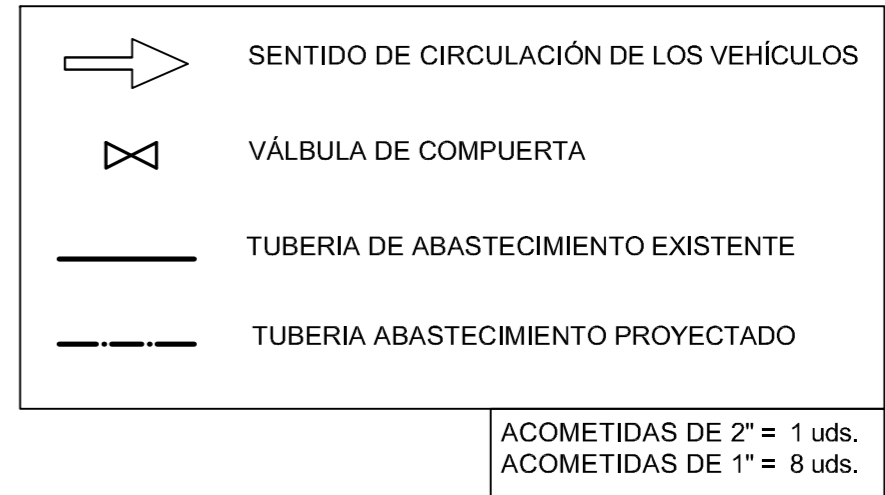 SENTIDO DE CIRCULACIÓN DE LOS VEHÍCULOS
VÁLBULA DE COMPUERTA
TUBERIA DE ABASTECIMIENTO EXISTENTE
TUBERIA ABASTECIMIENTO PROYECTADO
ACOMETIDAS DE 2" = 1 uds.
ACOMETIDAS DE 1" = 8 uds.